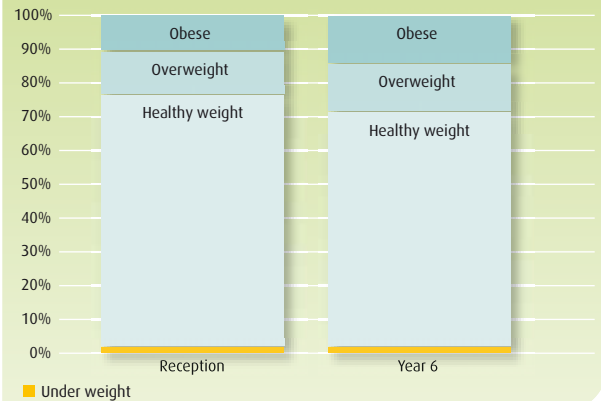 100%
90%
80%
70%
60%
50%
40%
30%
20%
10%
0%
Obese
Overweight
Healthy weight
Obese
Overweight
Healthy weight
Reception
Year 6
Under weight